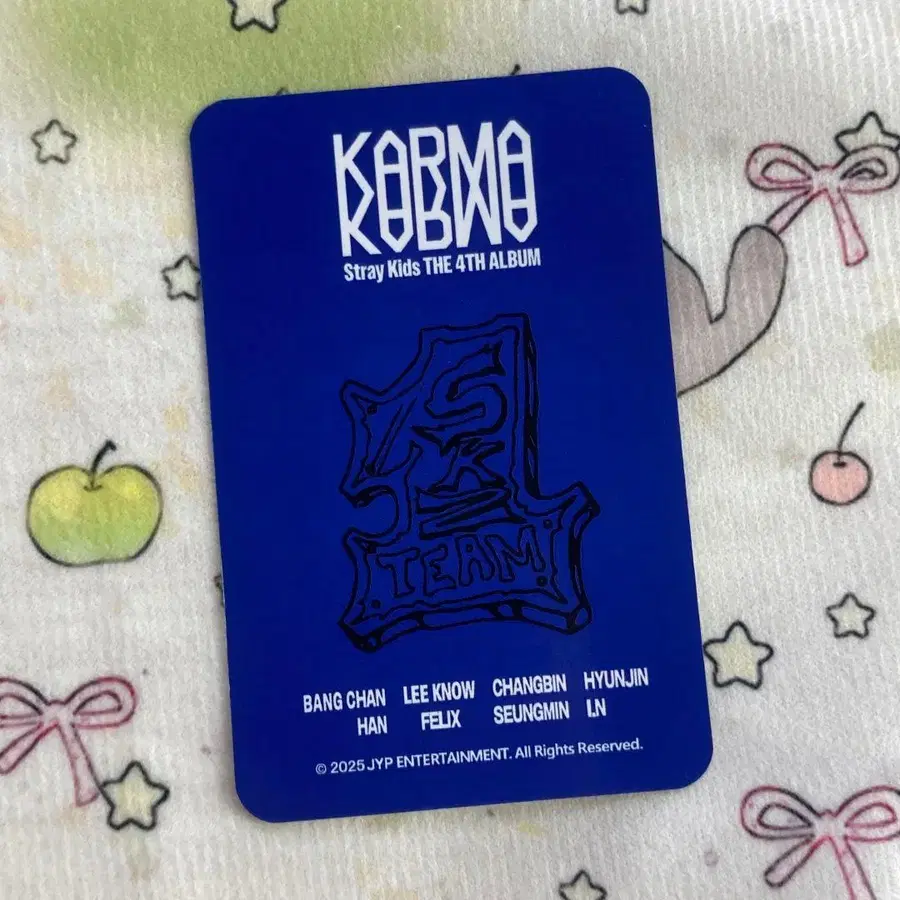 KARMA
KARMA
Stray Kids THE 4TH ALBUM
1
SKZ
TEAM
BANG CHAN LEE KNOW CHANGBIN HYUNJIN
HAN FELIX SEUNGMIN I.N
© 2025 JYP ENTERTAINMENT. All Rights Reserved.